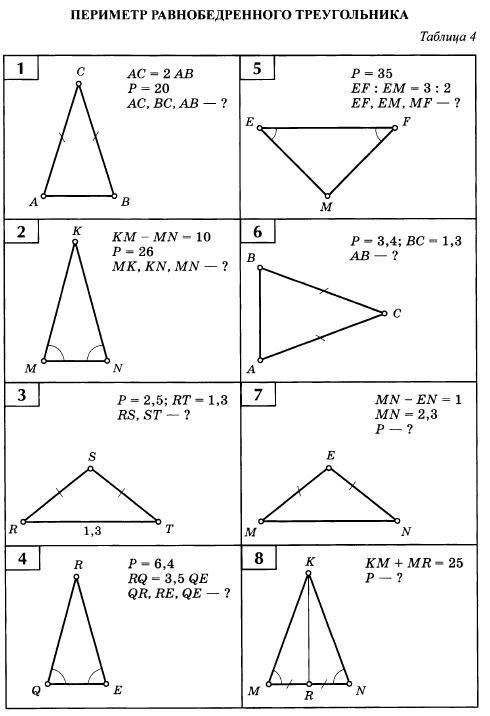 ПЕРИМЕТР РАВНОБЕДРЕННОГО ТРЕУГОЛЬНИКА
Таблица 4
1
C
A
B
AC = 2 AB
P = 20
AC, BC, AB — ?
5
P = 35
EF : EM = 3 : 2
EF, EM, MF — ?
E
F
M
2
K
M
N
KM − MN = 10
P = 26
MK, KN, MN — ?
6
P = 3,4; BC = 1,3
AB — ?
B
C
A
3
P = 2,5; RT = 1,3
RS, ST — ?
S
R
1,3
T
7
MN − EN = 1
MN = 2,3
P — ?
E
M
N
4
R
Q
E
P = 6,4
RQ = 3,5 QE
QR, RE, QE — ?
8
K
KM + MR = 25
P — ?
M
R
N